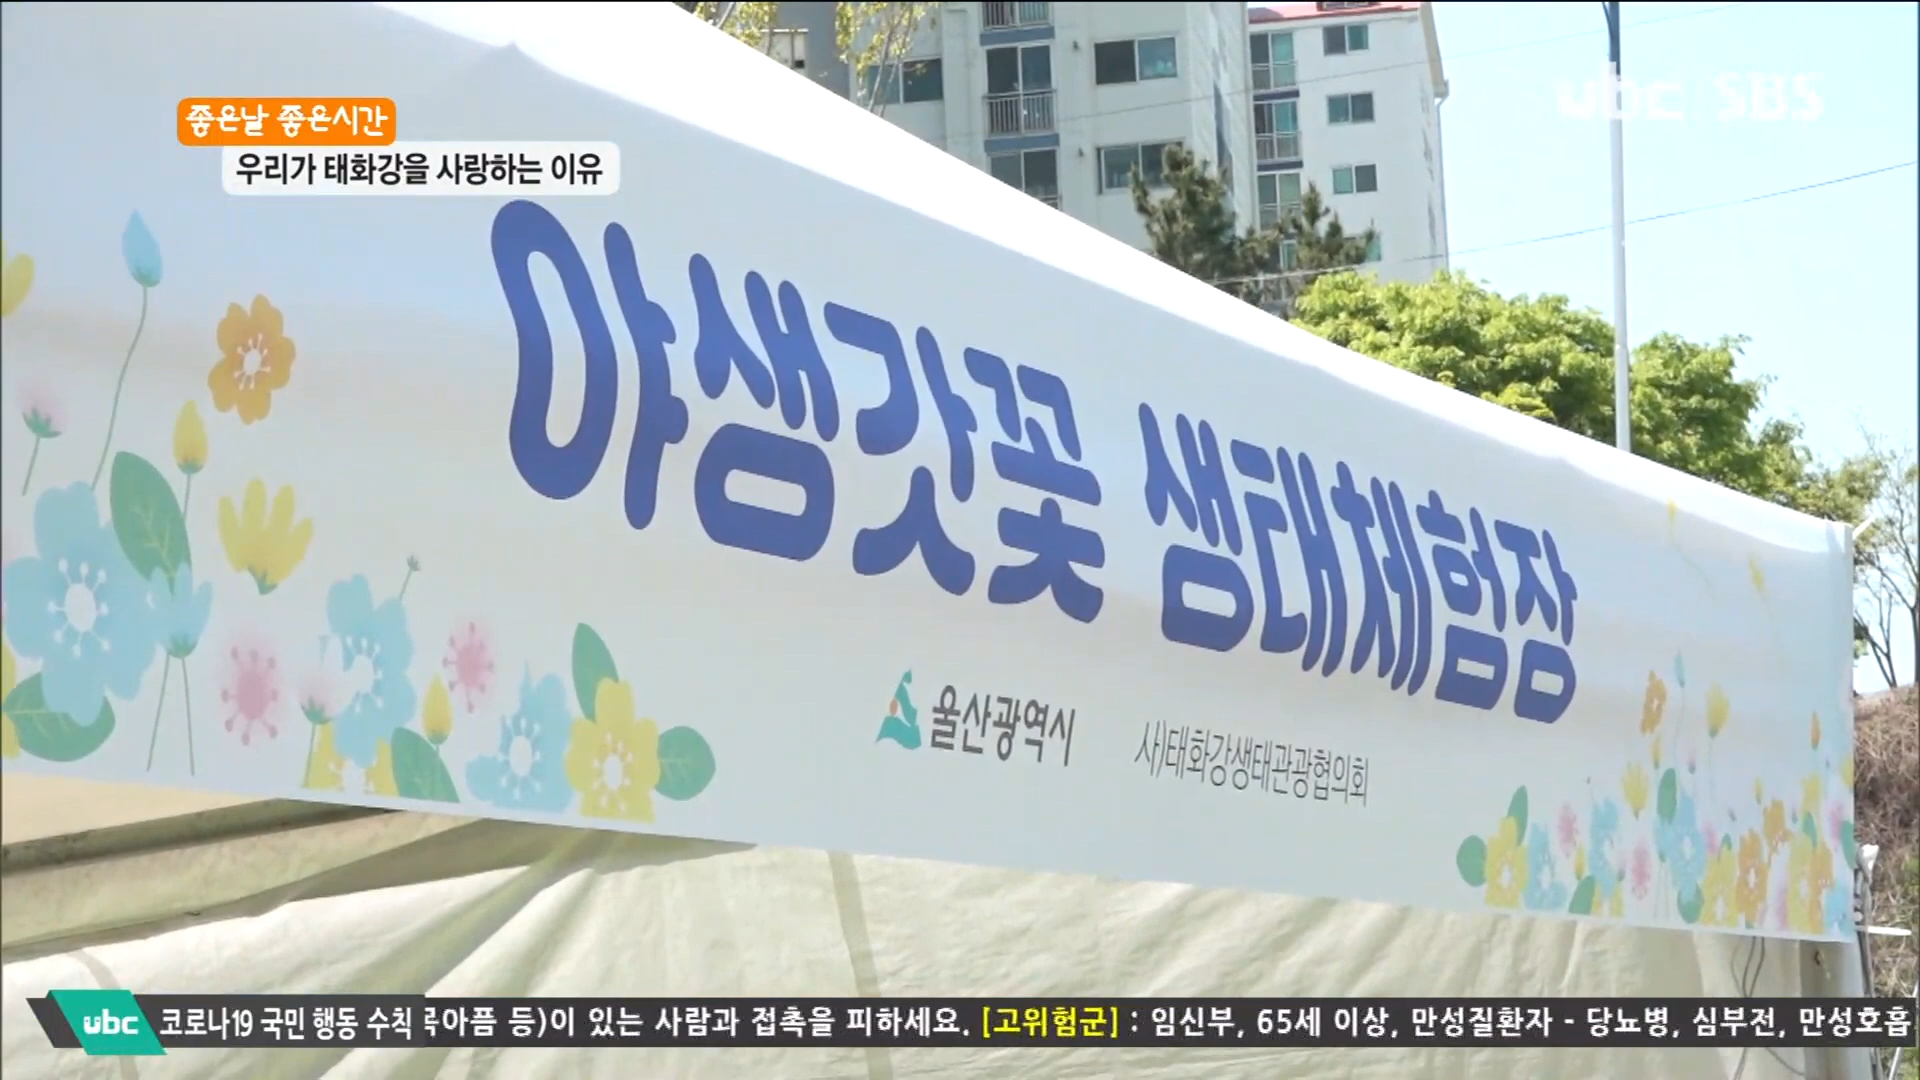 좋은날 좋은시간
우리가 태화강을 사랑하는 이유
ubc SBS
야생갓꽃 생태체험장
울산광역시 사)태화강생태관광협의회
ubc 코로나19 국민 행동 수칙 루아픔 등)이 있는 사람과 접촉을 피하세요. [고위험군] : 임신부, 65세 이상, 만성질환자 - 당뇨병, 심부전, 만성호흡